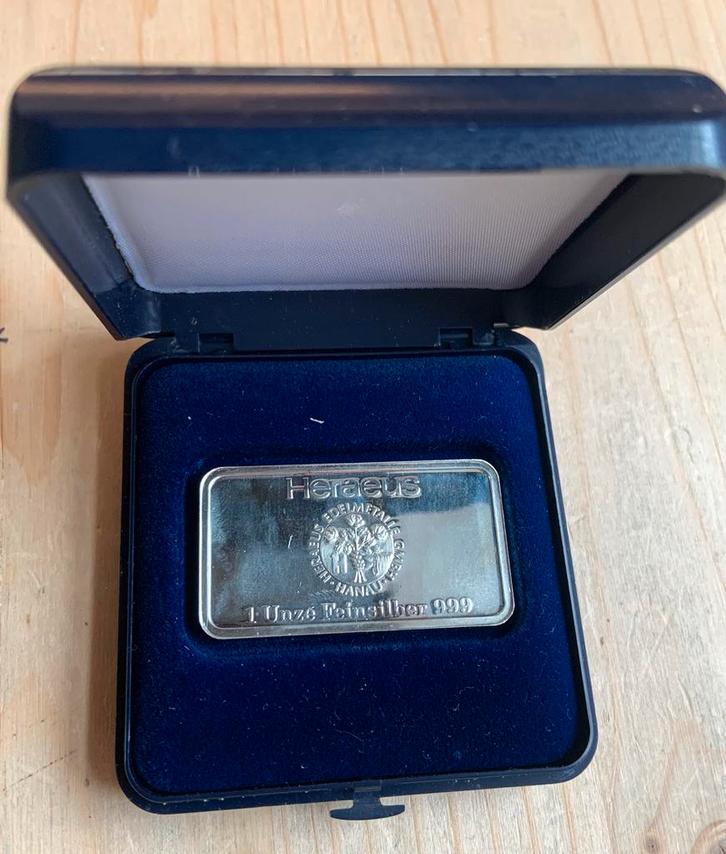 Heraeus
HERAEUS EDELMETALLE GMBH
HANAU
1 Unze Feinsilber 999